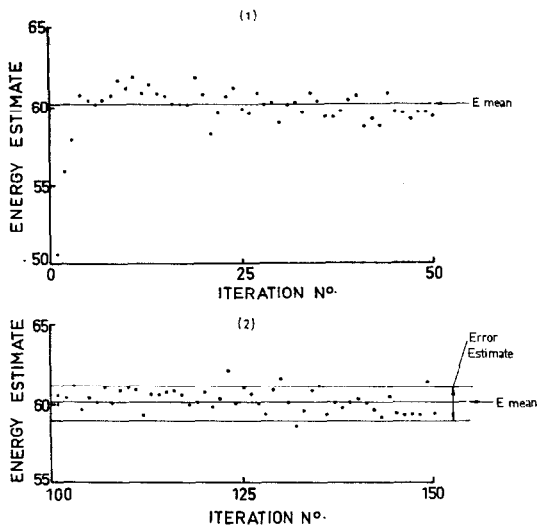 (1)
65
60
55
50
ENERGY ESTIMATE
E mean
0
25
50
ITERATION Nº.
(2)
65
60
55
ENERGY ESTIMATE
Error
Estimate
E mean
100
125
150
ITERATION Nº.